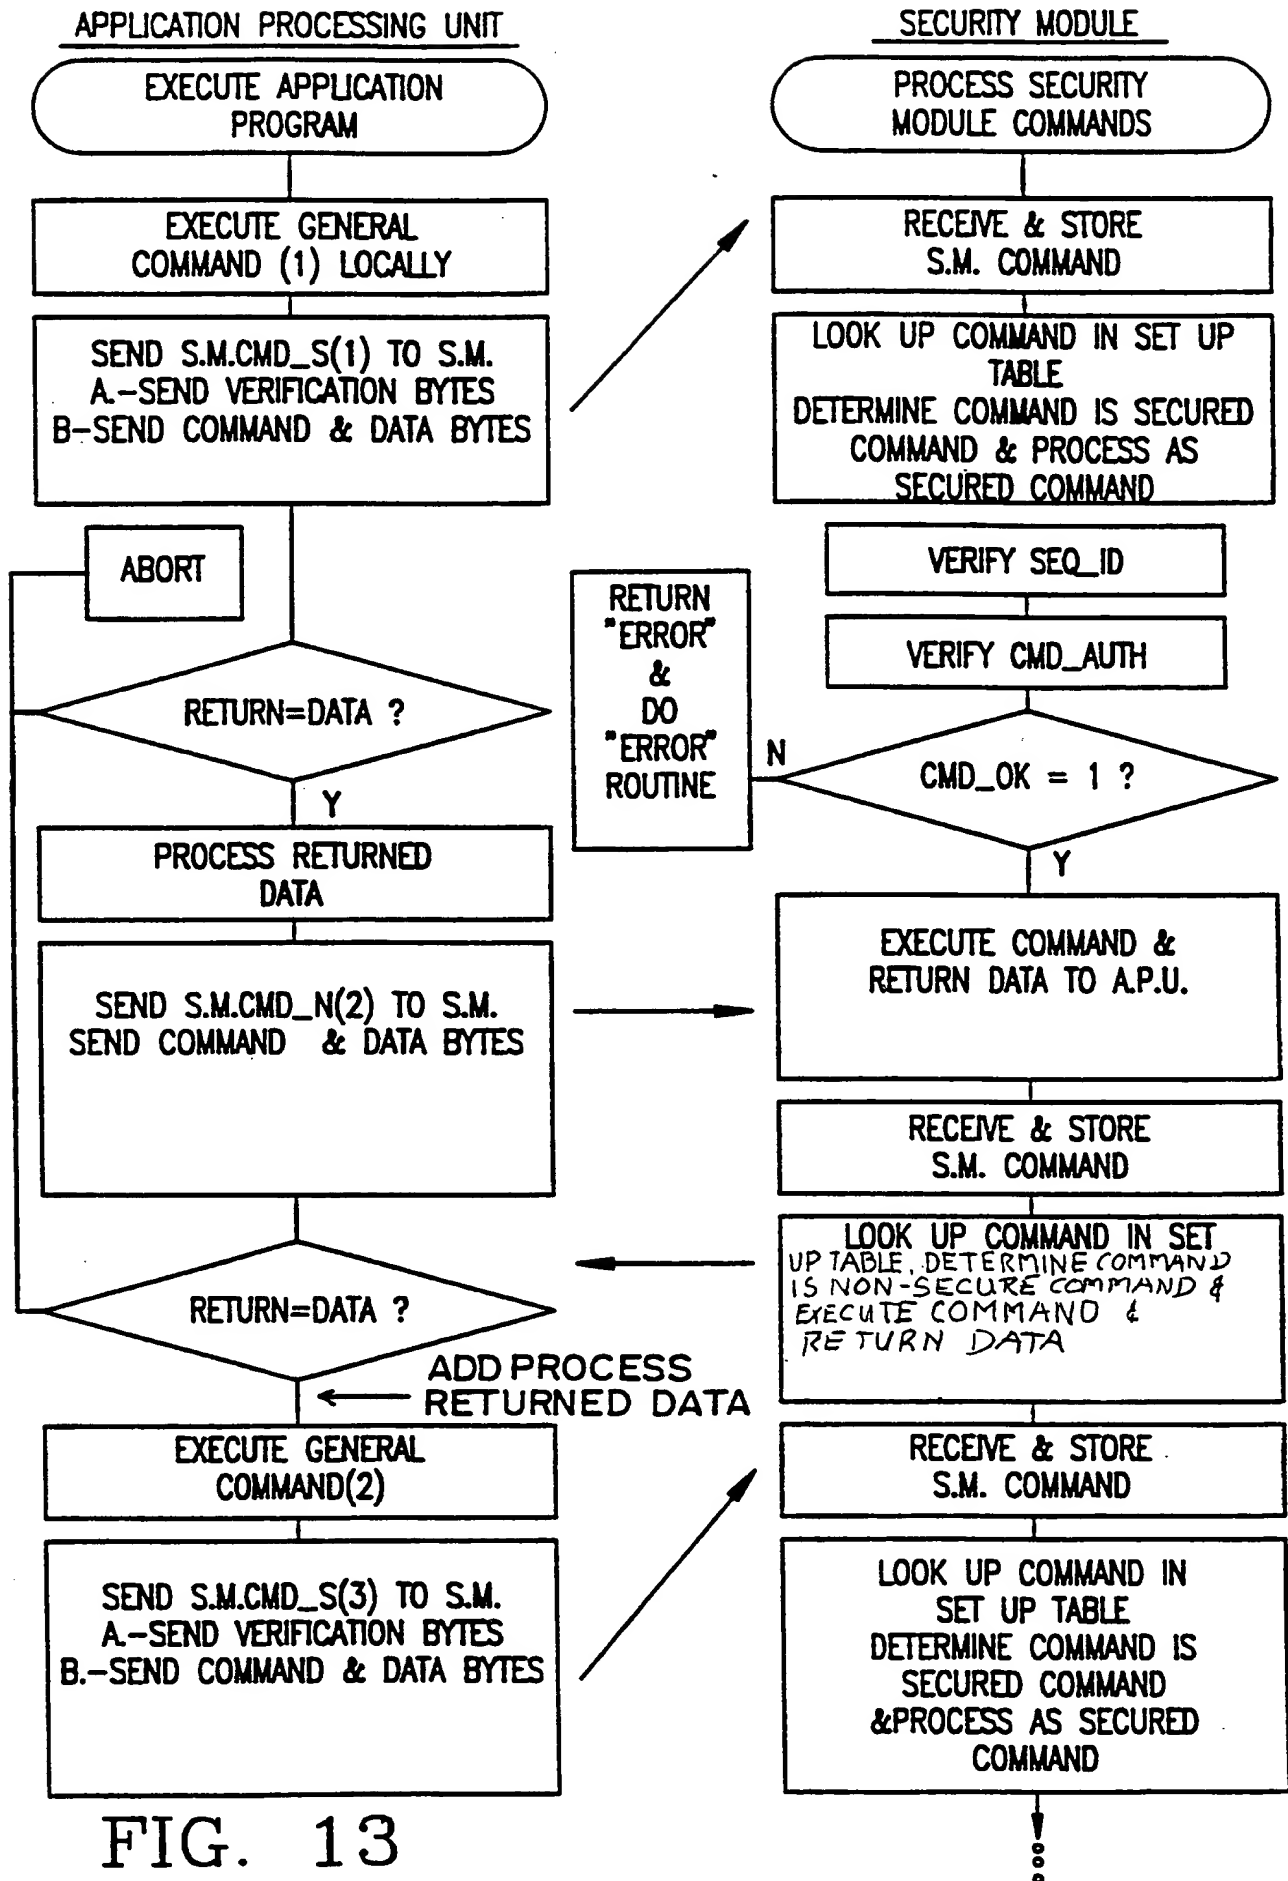 APPLICATION PROCESSING UNIT
EXECUTE APPLICATION
PROGRAM
EXECUTE GENERAL
COMMAND (1) LOCALLY
SEND S.M.CMD_S(1) TO S.M.
A.-SEND VERIFICATION BYTES
B-SEND COMMAND & DATA BYTES
ABORT
RETURN=DATA ?
Y
PROCESS RETURNED
DATA
SEND S.M.CMD_N(2) TO S.M.
SEND COMMAND & DATA BYTES
RETURN=DATA ?
ADD PROCESS
RETURNED DATA
EXECUTE GENERAL
COMMAND(2)
SEND S.M.CMD_S(3) TO S.M.
A.-SEND VERIFICATION BYTES
B.-SEND COMMAND & DATA BYTES
SECURITY MODULE
PROCESS SECURITY
MODULE COMMANDS
RECEIVE & STORE
S.M. COMMAND
LOOK UP COMMAND IN SET UP
TABLE
DETERMINE COMMAND IS SECURED
COMMAND & PROCESS AS
SECURED COMMAND
VERIFY SEQ_ID
VERIFY CMD_AUTH
CMD_OK = 1 ?
N
RETURN
"ERROR"
&
DO
"ERROR"
ROUTINE
Y
EXECUTE COMMAND &
RETURN DATA TO A.P.U.
RECEIVE & STORE
S.M. COMMAND
LOOK UP COMMAND IN SET
UP TABLE, DETERMINE COMMAND
IS NON-SECURE COMMAND &
EXECUTE COMMAND &
RETURN DATA
RECEIVE & STORE
S.M. COMMAND
LOOK UP COMMAND IN
SET UP TABLE
DETERMINE COMMAND IS
SECURED COMMAND
&PROCESS AS SECURED
COMMAND
FIG. 13